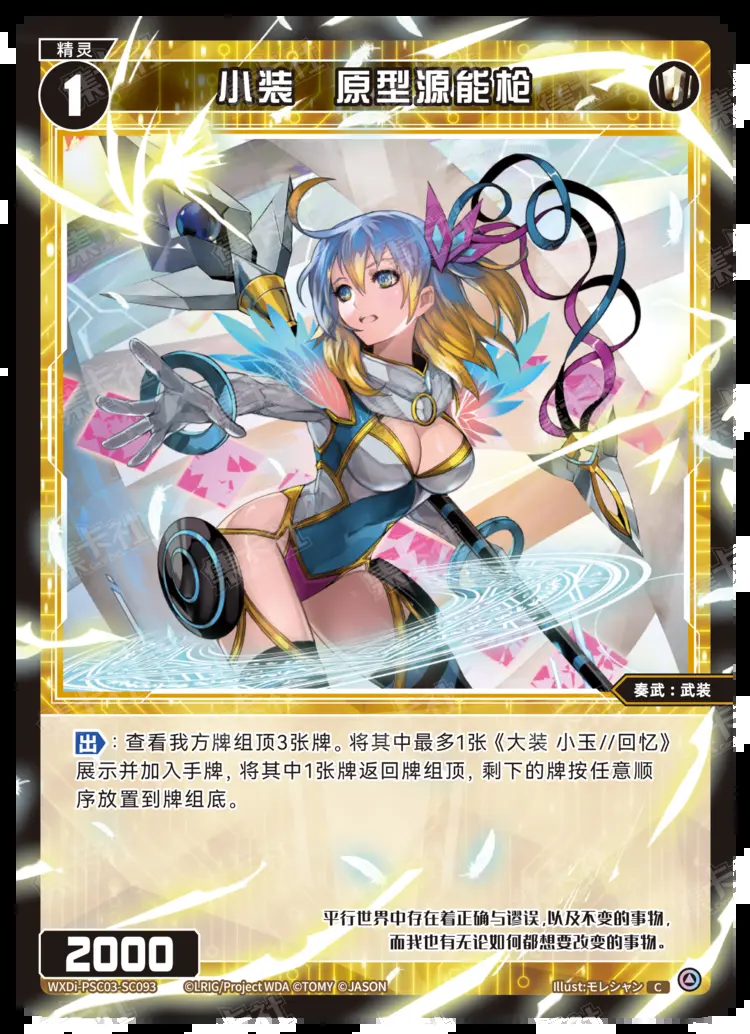 精灵
1
小装 原型源能枪
奏武:武装
出:查看我方牌组顶3张牌。将其中最多1张《大装 小玉//回忆》
展示并加入手牌,将其中1张牌返回牌组顶,剩下的牌按任意顺
序放置到牌组底。
平行世界中存在着正确与谬误,以及不变的事物,
而我也有无论如何都想要改变的事物。
2000
WXDi-PSC03-SC093 ©LRIG/Project WDA ©TOMY ©JASON Illust:モレシャン C
集卡社